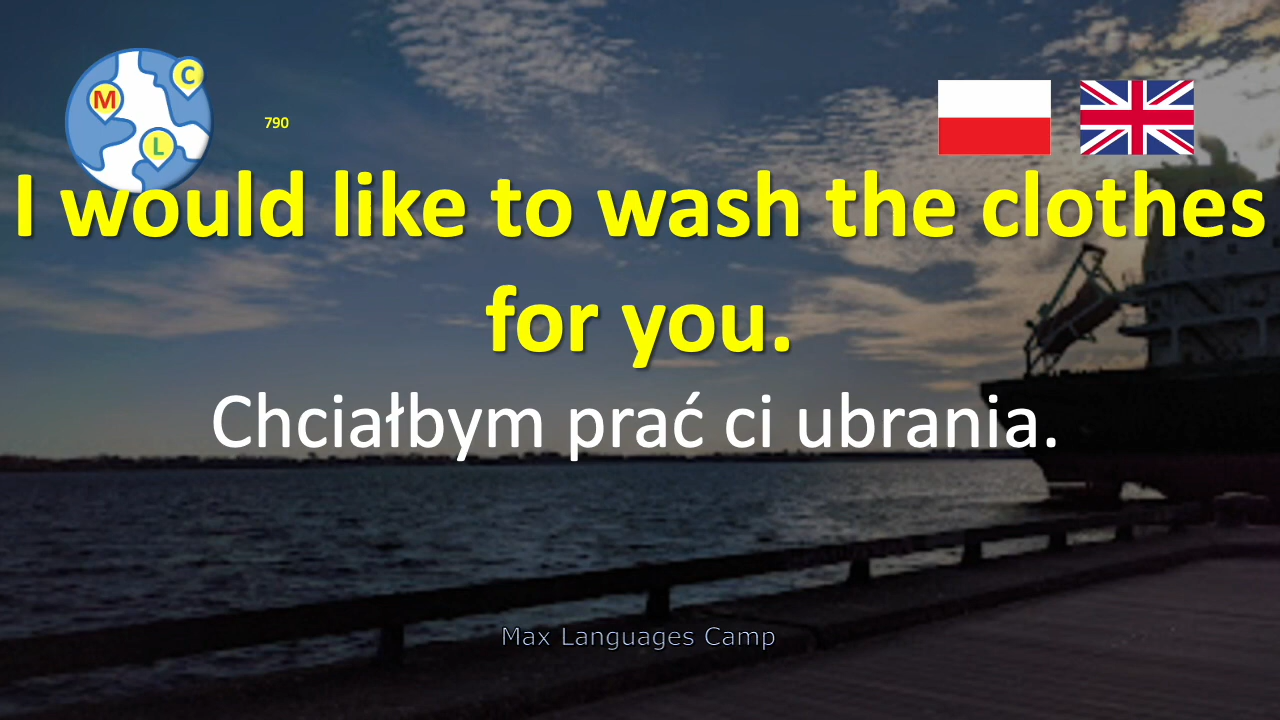 C
M
L
790
I would like to wash the clothes
for you.
Chciałbym prać ci ubrania.
Max Languages Camp